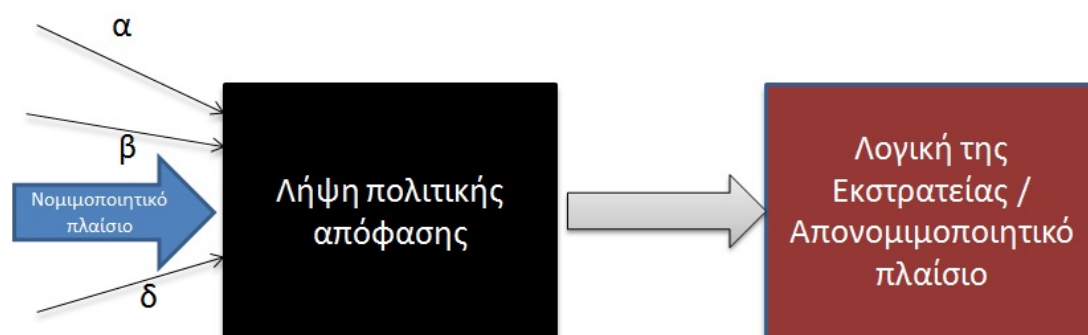 α
β
Νομιμοποιητικό
πλαίσιο
δ
Λήψη πολιτικής
απόφασης
Λογική της
Εκστρατείας /
Απονομιμοποιητικό
πλαίσιο